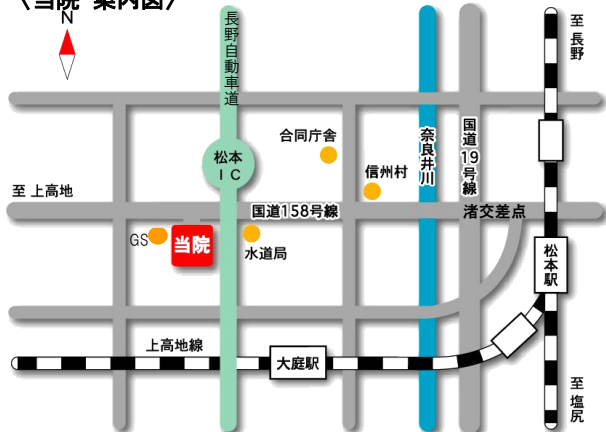 〈当院 案内図〉
N
長野自動車道
至 長野
合同庁舎
奈良井川
国道19号線
松本
IC
信州村
至 上高地
国道158号線
渚交差点
GS
当院
水道局
松本駅
上高地線
大庭駅
至 塩尻